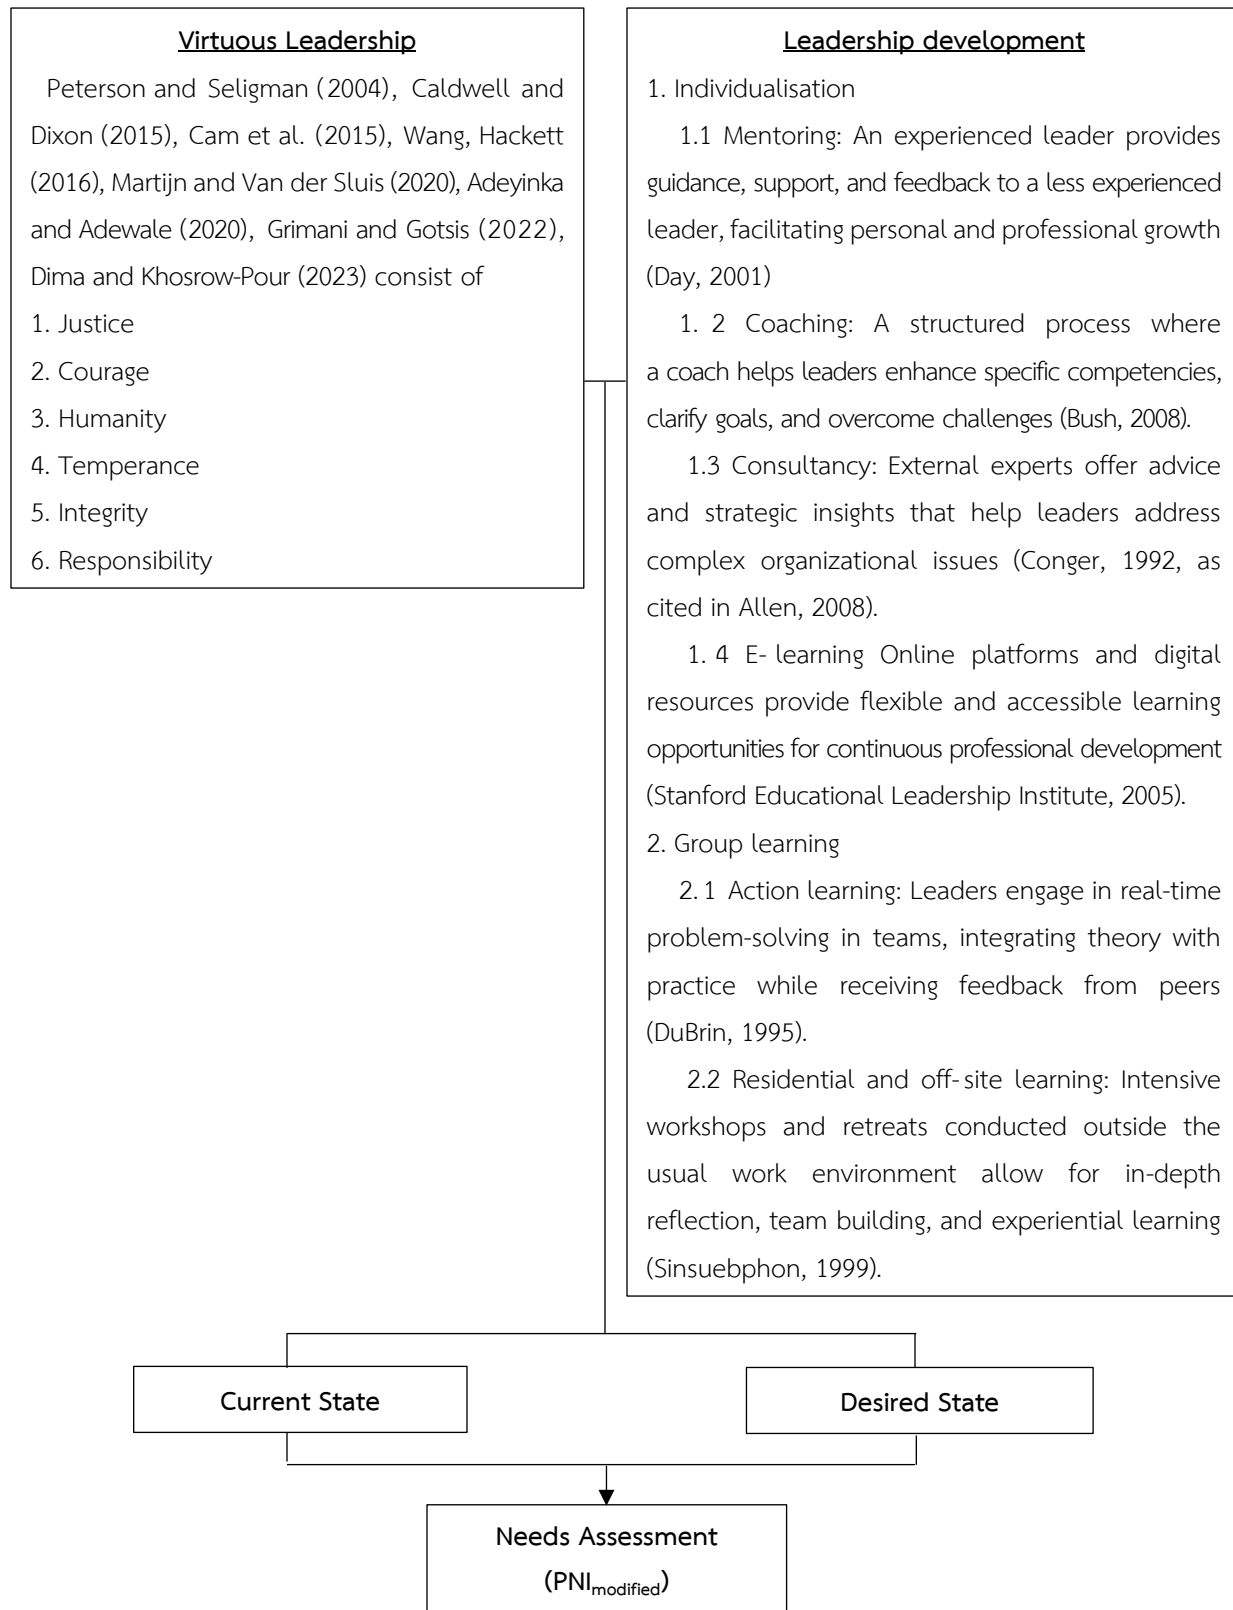 Virtuous Leadership
Peterson and Seligman (2004), Caldwell and
Dixon (2015), Cam et al. (2015), Wang, Hackett
(2016), Martijn and Van der Sluis (2020), Adeyinka
and Adewale (2020), Grimani and Gotsis (2022),
Dima and Khosrow-Pour (2023) consist of
1. Justice
2. Courage
3. Humanity
4. Temperance
5. Integrity
6. Responsibility
Leadership development
1. Individualisation
1.1 Mentoring: An experienced leader provides
guidance, support, and feedback to a less experienced
leader, facilitating personal and professional growth
(Day, 2001)
1. 2 Coaching: A structured process where
a coach helps leaders enhance specific competencies,
clarify goals, and overcome challenges (Bush, 2008).
1.3 Consultancy: External experts offer advice
and strategic insights that help leaders address
complex organizational issues (Conger, 1992, as
cited in Allen, 2008).
1. 4 E- learning Online platforms and digital
resources provide flexible and accessible learning
opportunities for continuous professional development
(Stanford Educational Leadership Institute, 2005).
2. Group learning
2. 1 Action learning: Leaders engage in real-time
problem-solving in teams, integrating theory with
practice while receiving feedback from peers
(DuBrin, 1995).
2.2 Residential and off- site learning: Intensive
workshops and retreats conducted outside the
usual work environment allow for in-depth
reflection, team building, and experiential learning
(Sinsuebphon, 1999).
Current State
Desired State
Needs Assessment
(PNImodified)